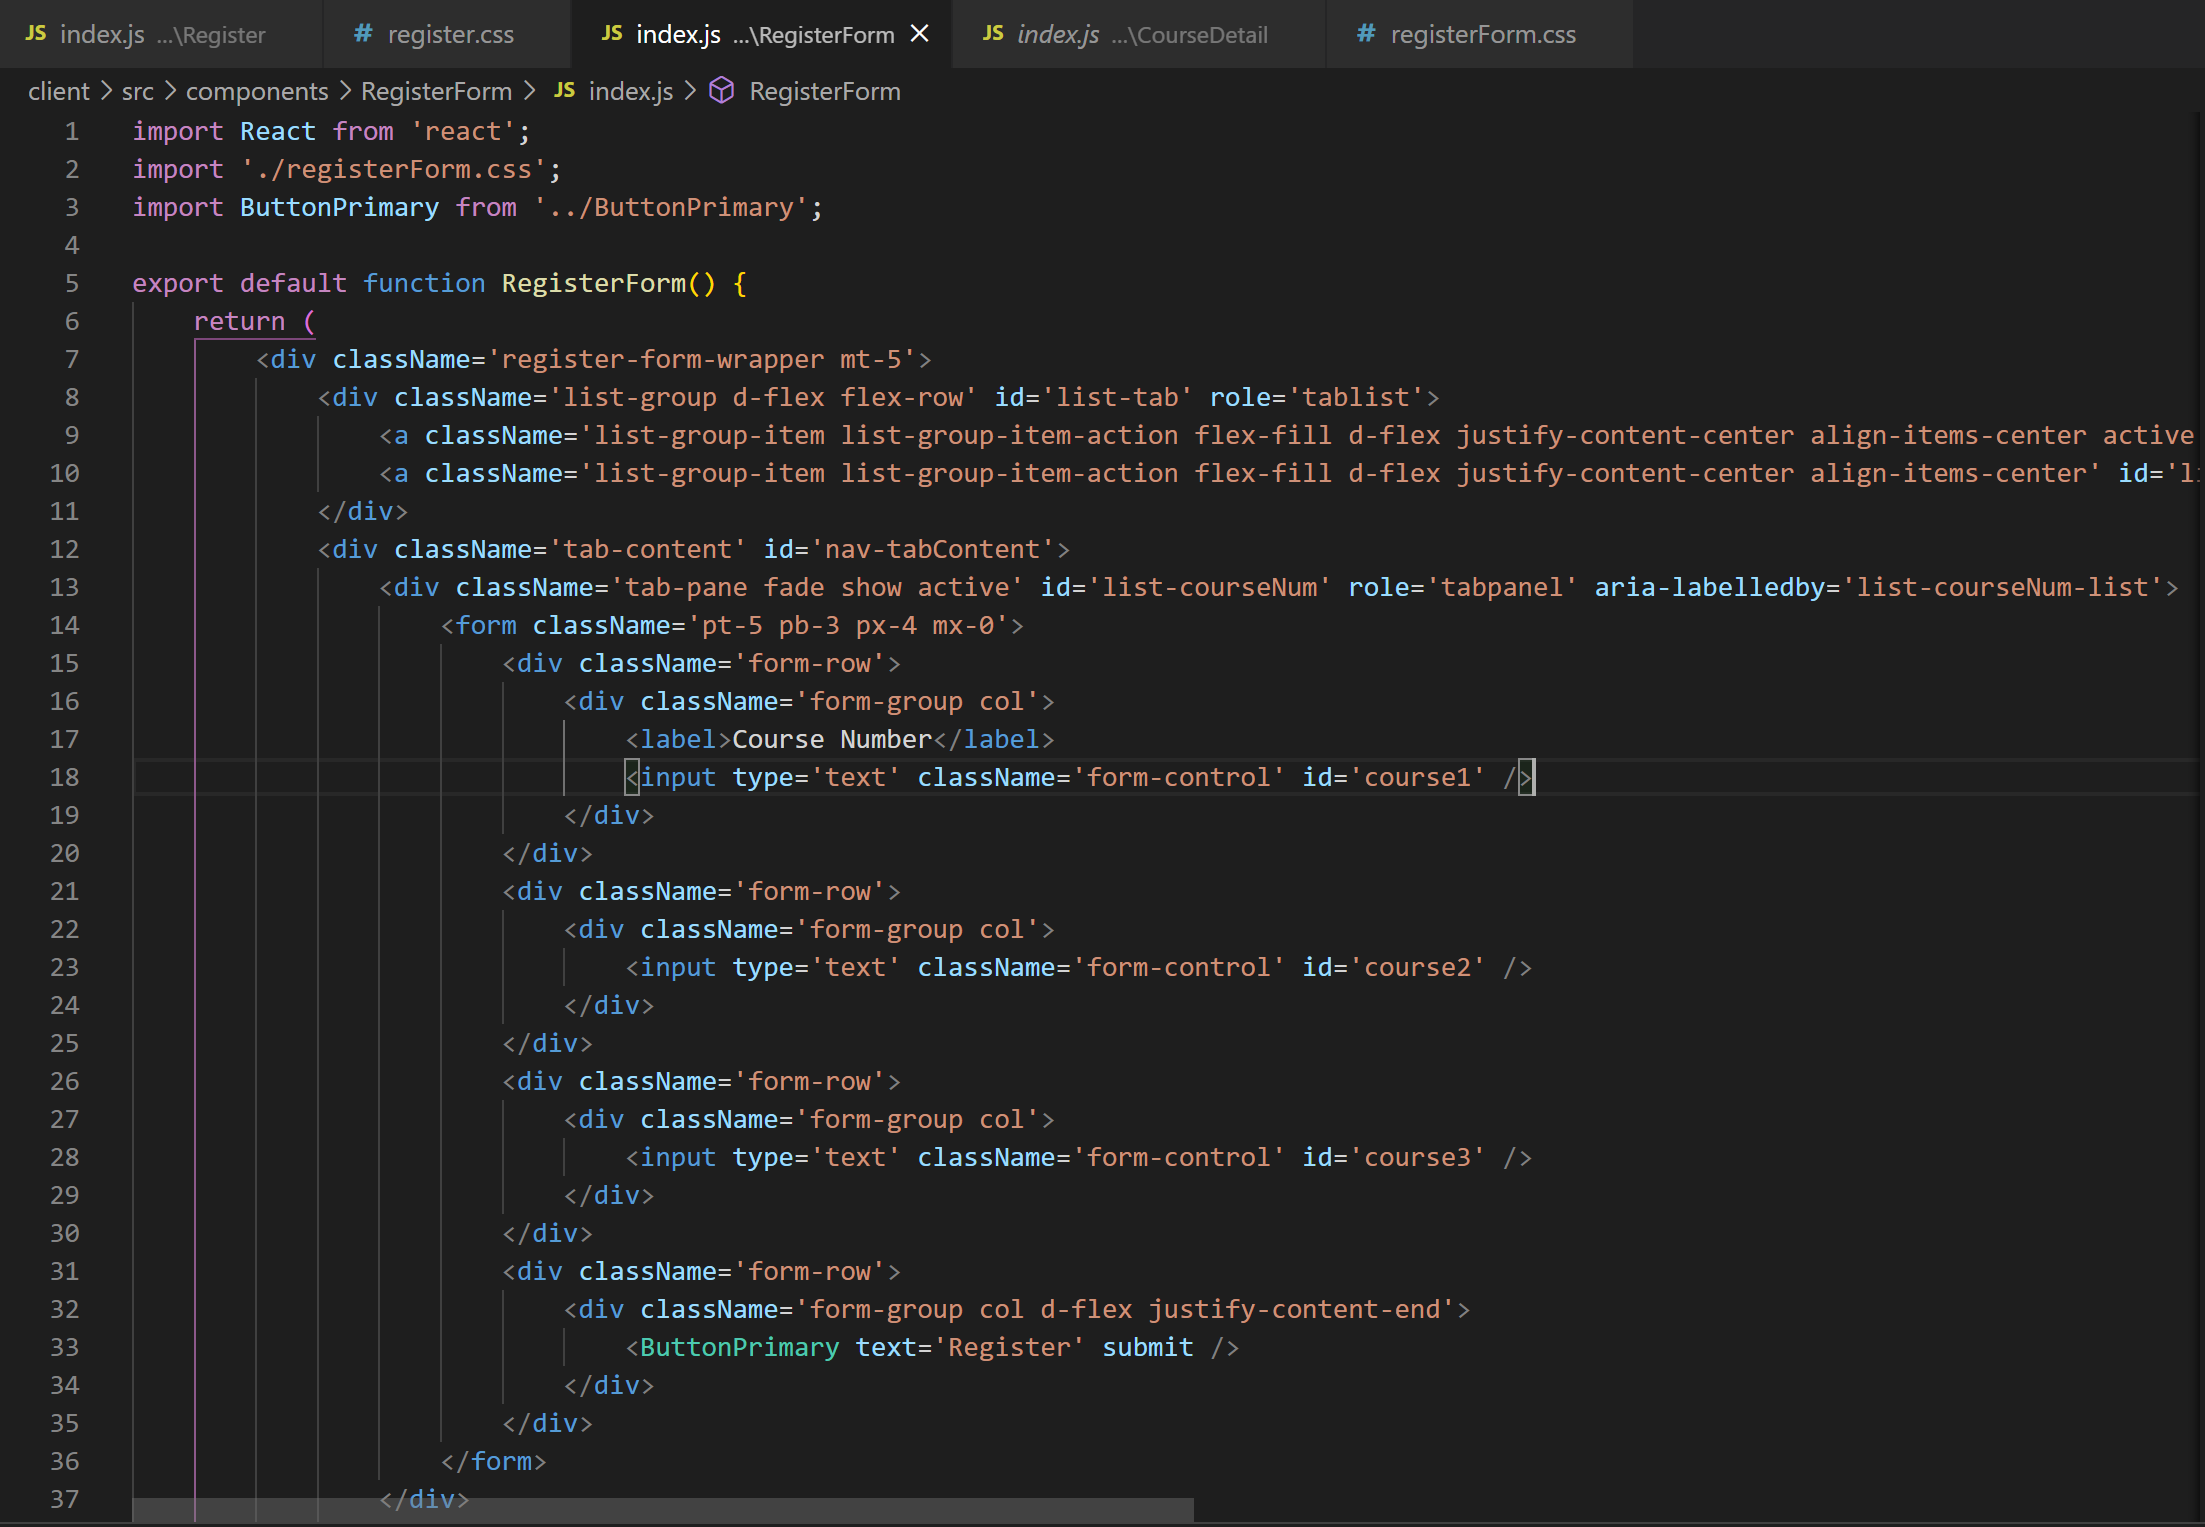 JS index.js ...\Register # register.css JS index.js ...\RegisterForm × JS index.js ...\CourseDetail # registerForm.css
client > src > components > RegisterForm > JS index.js > RegisterForm
1 import React from 'react';
2 import './registerForm.css';
3 import ButtonPrimary from '../ButtonPrimary';
4
5 export default function RegisterForm() {
6     return (
7         <div className='register-form-wrapper mt-5'>
8             <div className='list-group d-flex flex-row' id='list-tab' role='tablist'>
9                 <a className='list-group-item list-group-item-action flex-fill d-flex justify-content-center align-items-center active
10                 <a className='list-group-item list-group-item-action flex-fill d-flex justify-content-center align-items-center' id='l
11             </div>
12             <div className='tab-content' id='nav-tabContent'>
13                 <div className='tab-pane fade show active' id='list-courseNum' role='tabpanel' aria-labelledby='list-courseNum-list'>
14                     <form className='pt-5 pb-3 px-4 mx-0'>
15                         <div className='form-row'>
16                             <div className='form-group col'>
17                                 <label>Course Number</label>
18                                 <input type='text' className='form-control' id='course1' />
19                             </div>
20                         </div>
21                         <div className='form-row'>
22                             <div className='form-group col'>
23                                 <input type='text' className='form-control' id='course2' />
24                             </div>
25                         </div>
26                         <div className='form-row'>
27                             <div className='form-group col'>
28                                 <input type='text' className='form-control' id='course3' />
29                             </div>
30                         </div>
31                         <div className='form-row'>
32                             <div className='form-group col d-flex justify-content-end'>
33                                 <ButtonPrimary text='Register' submit />
34                             </div>
35                         </div>
36                     </form>
37                 </div>